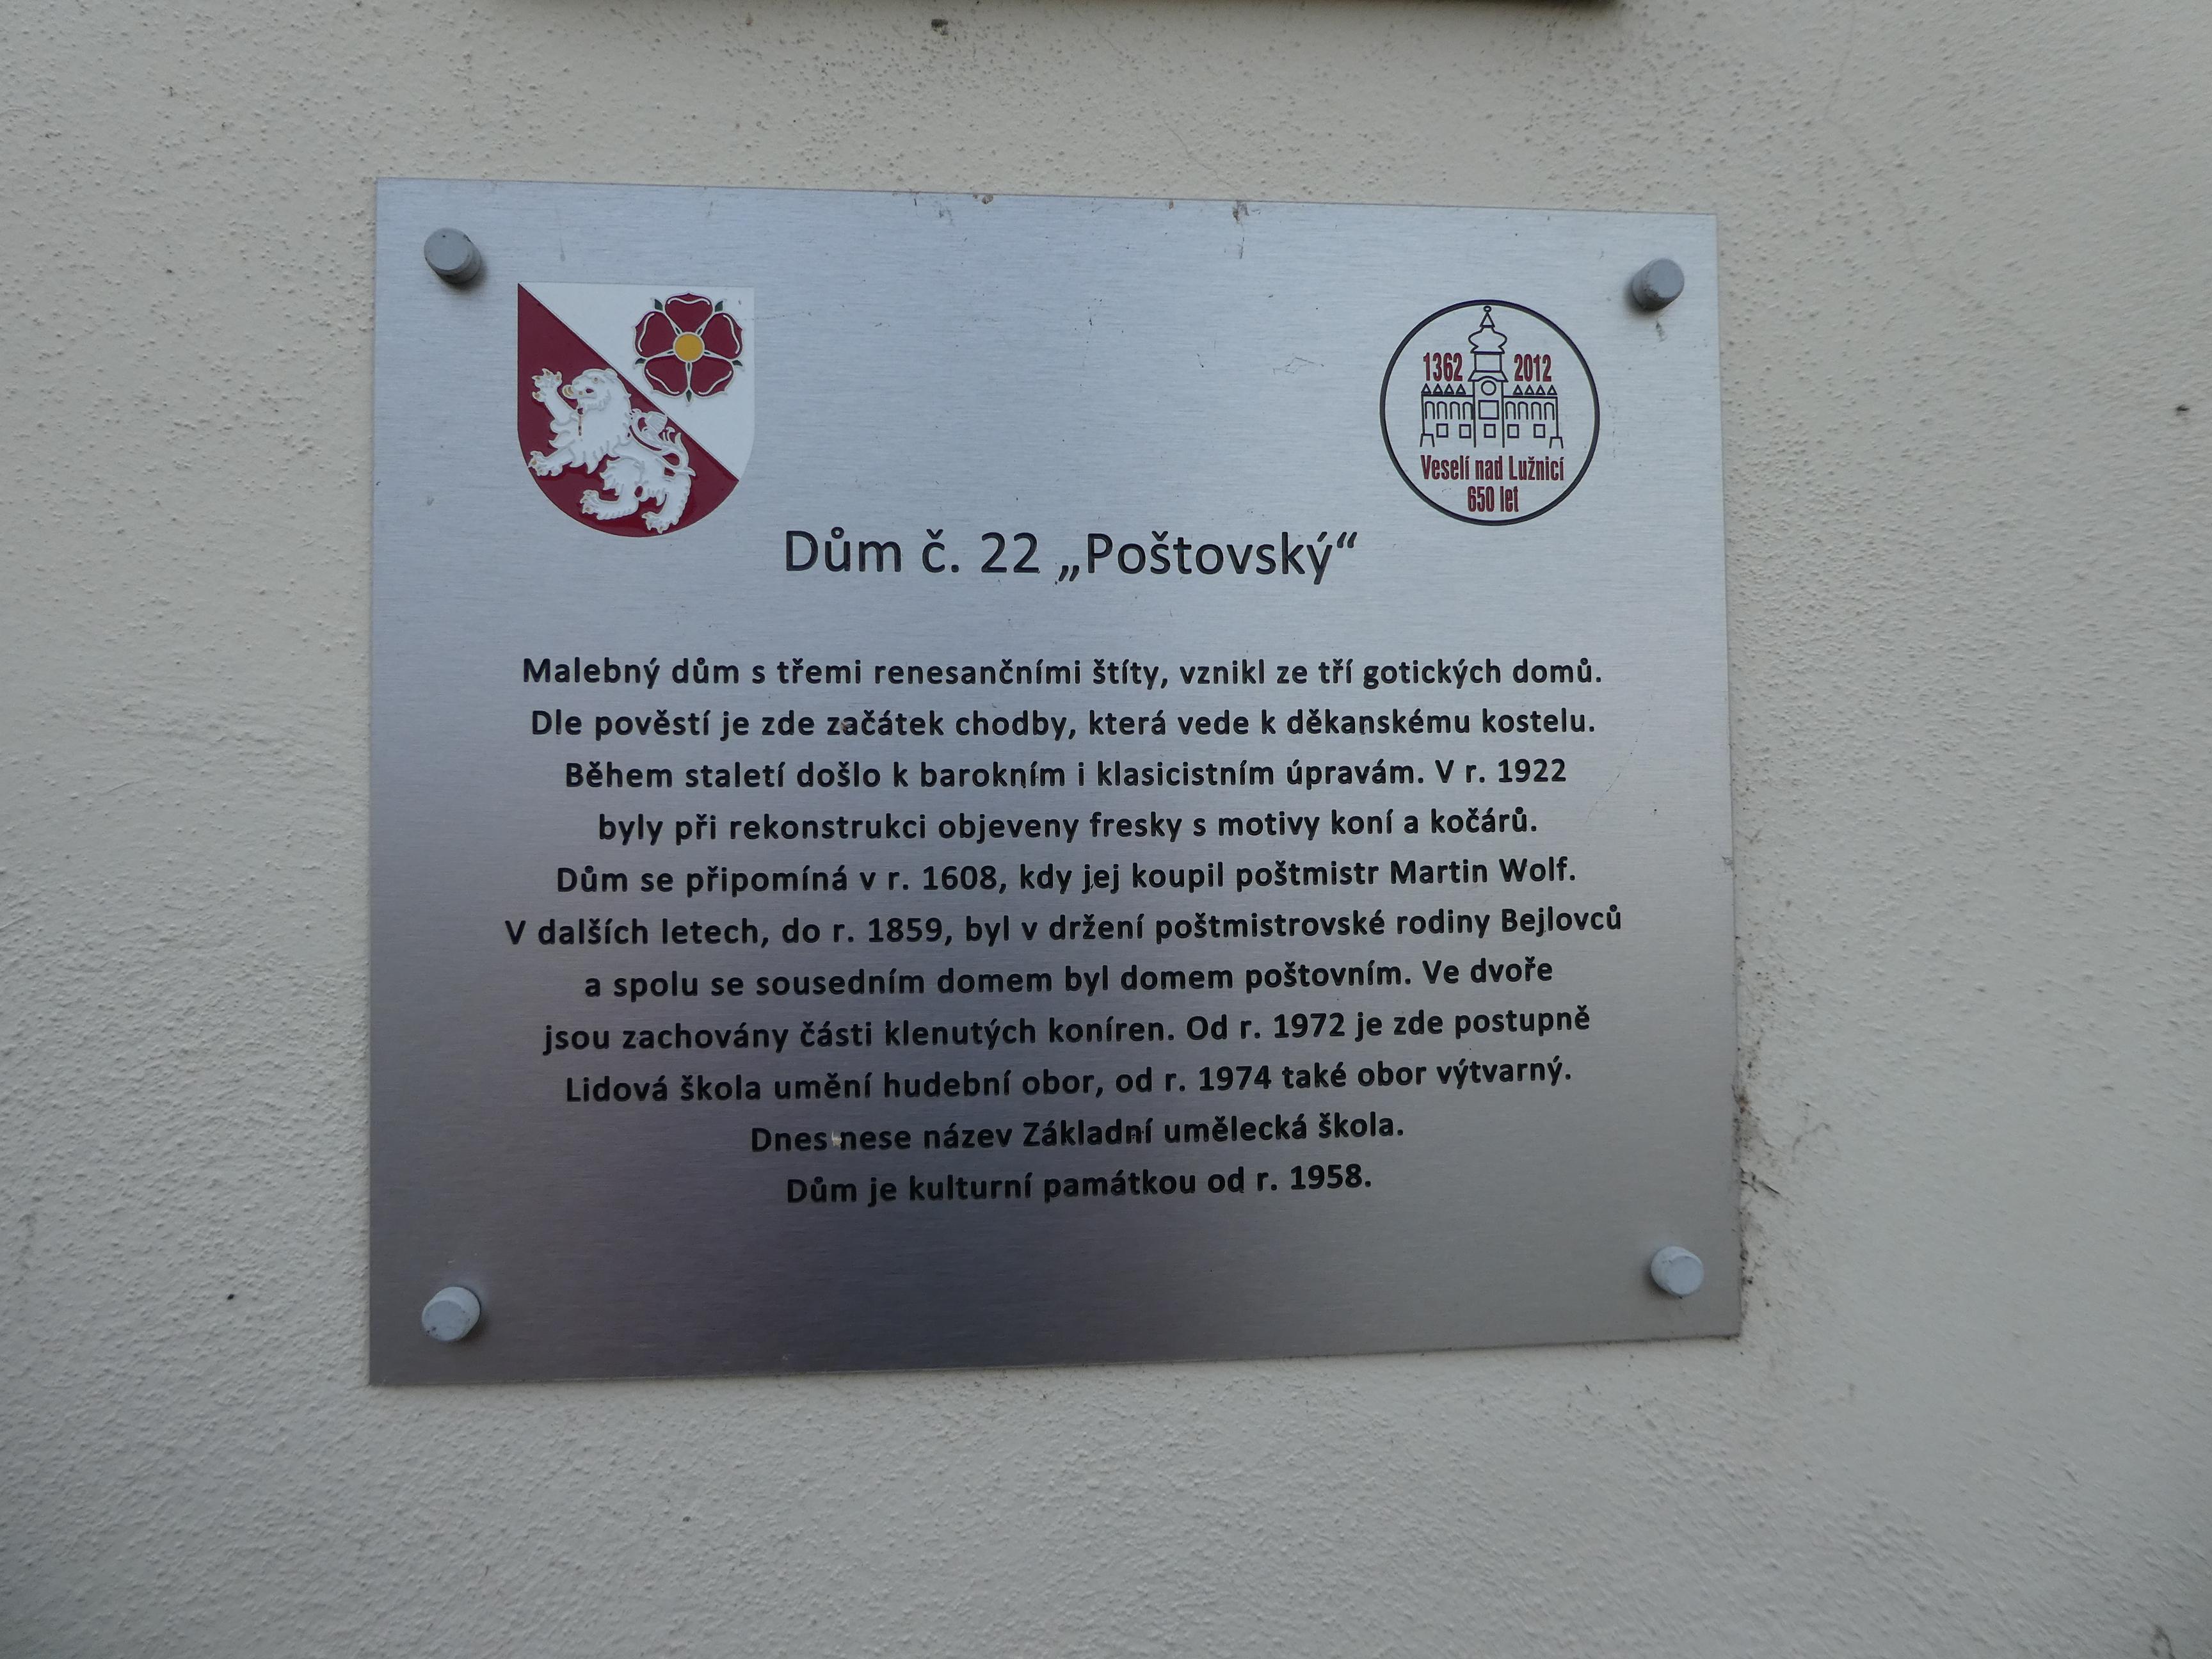 1362 2012
Veselí nad Lužnicí
650 let
Dům č. 22 „Poštovský“
Malebný dům s třemi renesančními štíty, vznikl ze tří gotických domů.
Dle pověstí je zde začátek chodby, která vede k děkanskému kostelu.
Během staletí došlo k barokním i klasicistním úpravám. V r. 1922
byly při rekonstrukci objeveny fresky s motivy koní a kočárů.
Dům se připomíná v r. 1608, kdy jej koupil poštmistr Martin Wolf.
V dalších letech, do r. 1859, byl v držení poštmistrovské rodiny Bejlovců
a spolu se sousedním domem byl domem poštovním. Ve dvoře
jsou zachovány části klenutých koníren. Od r. 1972 je zde postupně
Lidová škola umění hudební obor, od r. 1974 také obor výtvarný.
Dnes nese název Základní umělecká škola.
Dům je kulturní památkou od r. 1958.